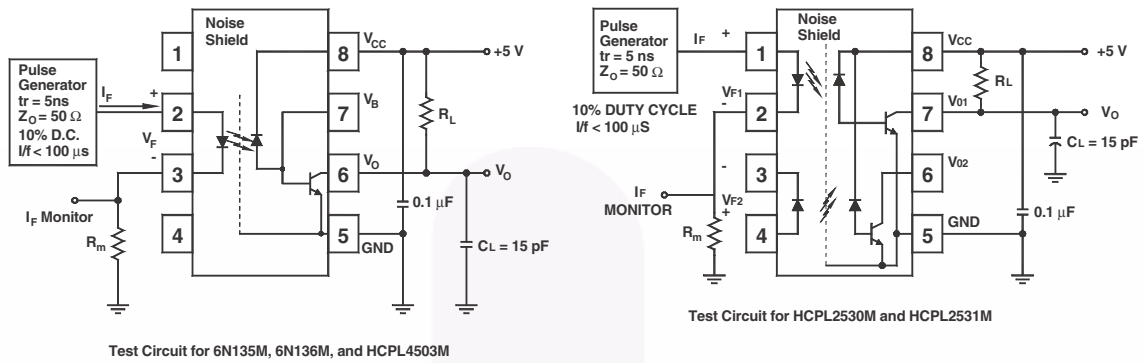 Noise
Shield
1
2
3
4
8
7
6
5
VCC
VB
VO
GND
+5 V
Pulse
Generator
tr = 5ns
ZO = 50 Ω
10% D.C.
I/f < 100 μs
IF
+
VF
-
IF Monitor
Rm
RL
VO
0.1 μF
CL = 15 pF
Test Circuit for 6N135M, 6N136M, and HCPL4503M
Pulse
Generator
tr = 5 ns
ZO = 50 Ω
10% DUTY CYCLE
I/f < 100 μS
IF
+
VF1
-
-
VF2
+
IF
MONITOR
Rm
Noise
Shield
1
2
3
4
8
7
6
5
VCC
V01
V02
GND
+5 V
RL
VO
CL = 15 pF
0.1 μF
Test Circuit for HCPL2530M and HCPL2531M